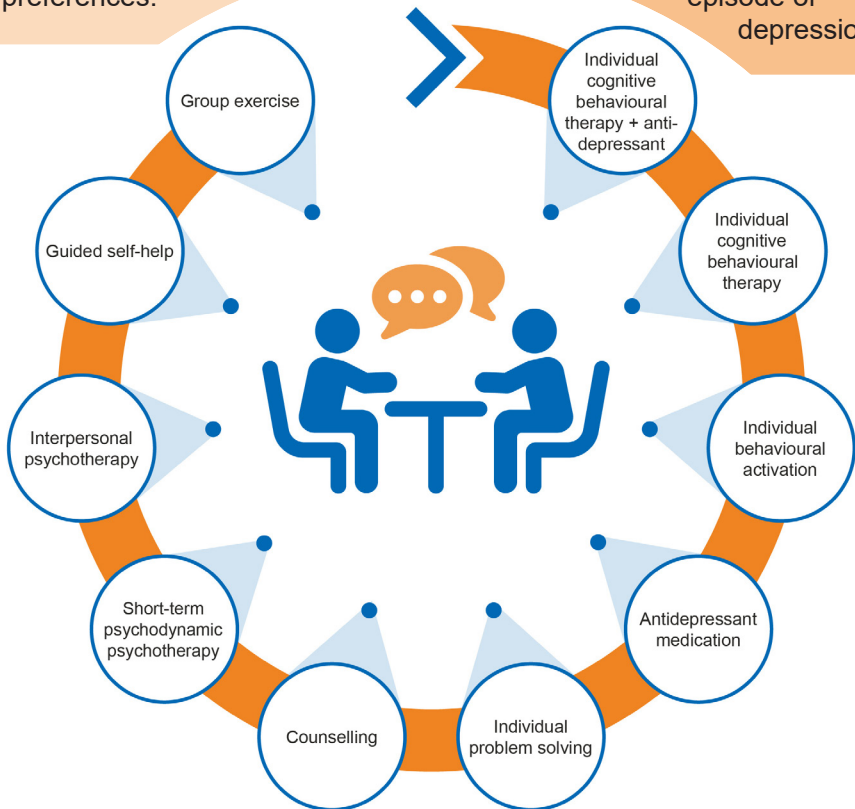 preferences.
episode of
depressio
Individual
cognitive
behavioural
therapy + anti-
depressant
Individual
cognitive
behavioural
therapy
Individual
behavioural
activation
Antidepressant
medication
Individual
problem solving
Counselling
Short-term
psychodynamic
psychotherapy
Interpersonal
psychotherapy
Guided self-help
Group exercise